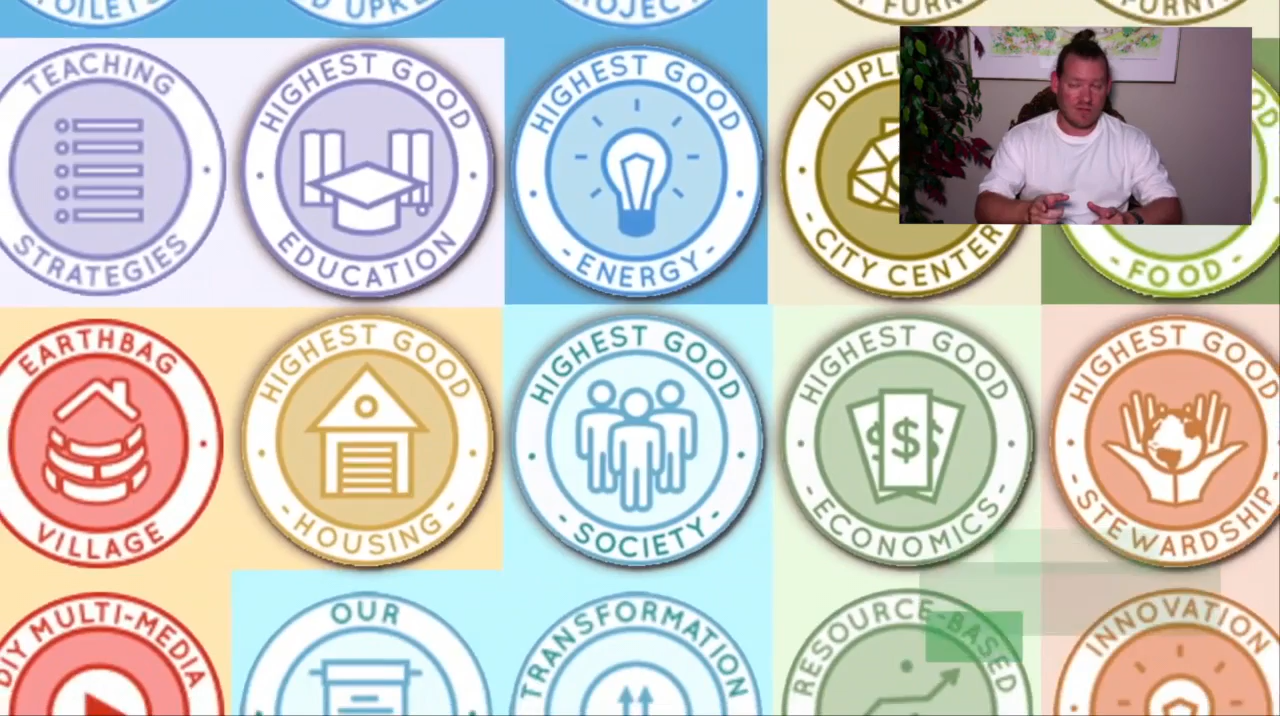 TEACHING
STRATEGIES
HIGHEST GOOD
EDUCATION
HIGHEST GOOD
- ENERGY -
- CITY CENTER
- FOOD -
EARTHBAG
VILLAGE
HIGHEST GOOD
- HOUSING -
HIGHEST GOOD
- SOCIETY -
HIGHEST GOOD
$ $ $
- ECONOMICS -
HIGHEST GOOD
- STEWARDSHIP -
DIY MULTI-MEDIA
OUR
TRANSFORMATION
RESOURCE-BASED
INNOVATION